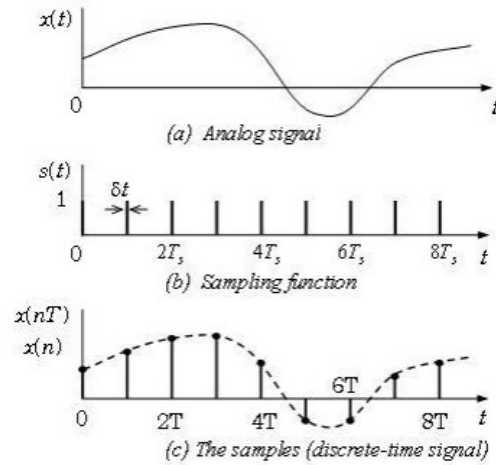 x(t)
0
t
(a) Analog signal
s(t)
1
δt
0
2Tₛ
4Tₛ
6Tₛ
8Tₛ
t
(b) Sampling function
x(nT)
x(n)
6T
0
2T
4T
8T
t
(c) The samples (discrete-time signal)